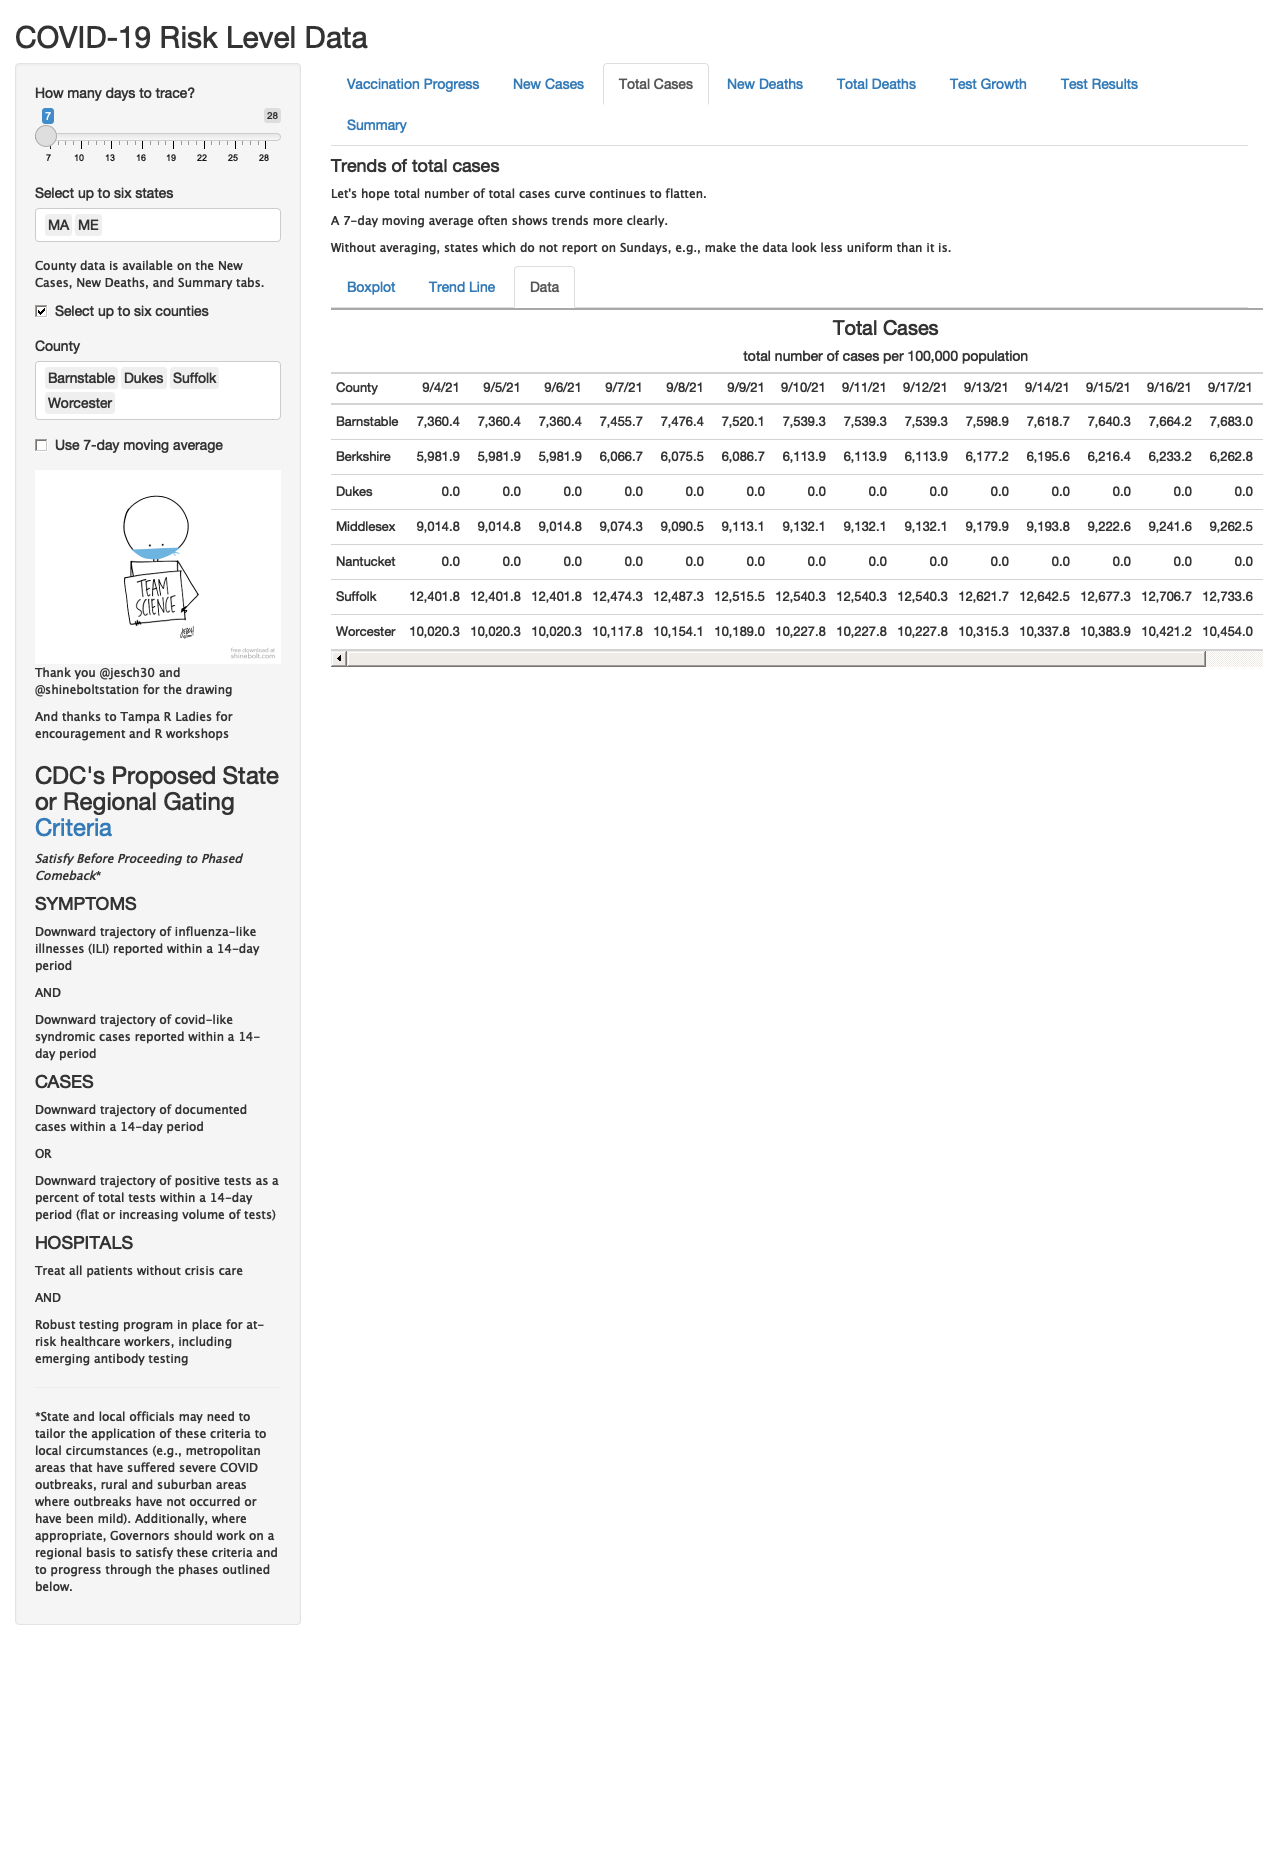 COVID-19 Risk Level Data
How many days to trace?
7 28
7 10 13 16 19 22 25 28
Select up to six states
MA ME
County data is available on the New
Cases, New Deaths, and Summary tabs.
Select up to six counties
County
Barnstable Dukes Suffolk
Worcester
Use 7-day moving average
TEAM
SCIENCE
free download at
shinebolt.com
Thank you @jesch30 and
@shineboltstation for the drawing
And thanks to Tampa R Ladies for
encouragement and R workshops
CDC's Proposed State
or Regional Gating
Criteria
Satisfy Before Proceeding to Phased
Comeback*
SYMPTOMS
Downward trajectory of influenza-like
illnesses (ILI) reported within a 14-day
period
AND
Downward trajectory of covid-like
syndromic cases reported within a 14-
day period
CASES
Downward trajectory of documented
cases within a 14-day period
OR
Downward trajectory of positive tests as a
percent of total tests within a 14-day
period (flat or increasing volume of tests)
HOSPITALS
Treat all patients without crisis care
AND
Robust testing program in place for at-
risk healthcare workers, including
emerging antibody testing
*State and local officials may need to
tailor the application of these criteria to
local circumstances (e.g., metropolitan
areas that have suffered severe COVID
outbreaks, rural and suburban areas
where outbreaks have not occurred or
have been mild). Additionally, where
appropriate, Governors should work on a
regional basis to satisfy these criteria and
to progress through the phases outlined
below.
Vaccination Progress New Cases Total Cases New Deaths Total Deaths Test Growth Test Results
Summary
Trends of total cases
Let's hope total number of total cases curve continues to flatten.
A 7-day moving average often shows trends more clearly.
Without averaging, states which do not report on Sundays, e.g., make the data look less uniform than it is.
Boxplot Trend Line Data
Total Cases
total number of cases per 100,000 population
County 9/4/21 9/5/21 9/6/21 9/7/21 9/8/21 9/9/21 9/10/21 9/11/21 9/12/21 9/13/21 9/14/21 9/15/21 9/16/21 9/17/21
Barnstable 7,360.4 7,360.4 7,360.4 7,455.7 7,476.4 7,520.1 7,539.3 7,539.3 7,539.3 7,598.9 7,618.7 7,640.3 7,664.2 7,683.0
Berkshire 5,981.9 5,981.9 5,981.9 6,066.7 6,075.5 6,086.7 6,113.9 6,113.9 6,113.9 6,177.2 6,195.6 6,216.4 6,233.2 6,262.8
Dukes 0.0 0.0 0.0 0.0 0.0 0.0 0.0 0.0 0.0 0.0 0.0 0.0 0.0 0.0
Middlesex 9,014.8 9,014.8 9,014.8 9,074.3 9,090.5 9,113.1 9,132.1 9,132.1 9,132.1 9,179.9 9,193.8 9,222.6 9,241.6 9,262.5
Nantucket 0.0 0.0 0.0 0.0 0.0 0.0 0.0 0.0 0.0 0.0 0.0 0.0 0.0 0.0
Suffolk 12,401.8 12,401.8 12,401.8 12,474.3 12,487.3 12,515.5 12,540.3 12,540.3 12,540.3 12,621.7 12,642.5 12,677.3 12,706.7 12,733.6
Worcester 10,020.3 10,020.3 10,020.3 10,117.8 10,154.1 10,189.0 10,227.8 10,227.8 10,227.8 10,315.3 10,337.8 10,383.9 10,421.2 10,454.0